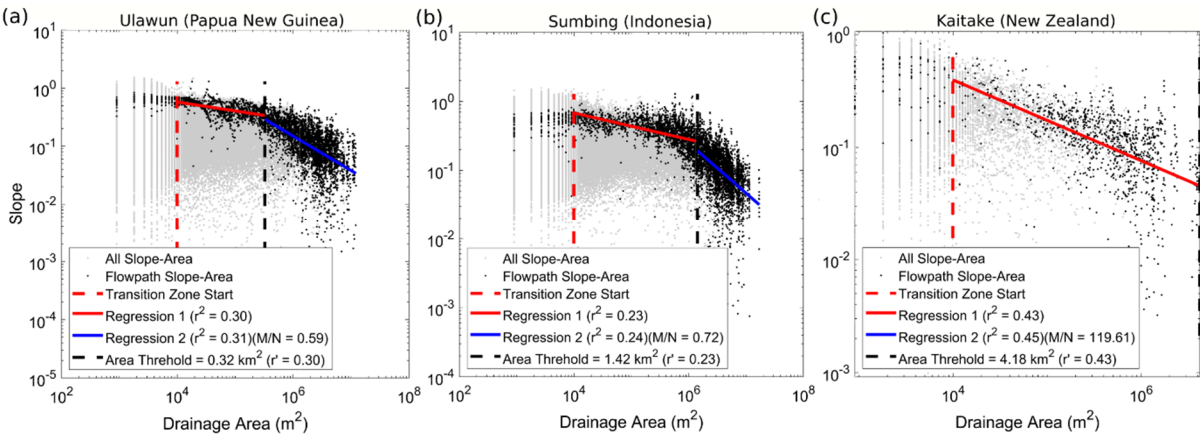 (a) Ulawun (Papua New Guinea)
10^1
10^0
10^-1
10^-2
10^-3
10^-4
10^-5
Slope
All Slope-Area
Flowpath Slope-Area
Transition Zone Start
Regression 1 (r^2 = 0.30)
Regression 2 (r^2 = 0.31)(M/N = 0.59)
Area Threhold = 0.32 km^2 (r' = 0.30)
10^2 10^4 10^6 10^8
Drainage Area (m^2)
(b) Sumbing (Indonesia)
10^1
10^0
10^-1
10^-2
10^-3
10^-4
All Slope-Area
Flowpath Slope-Area
Transition Zone Start
Regression 1 (r^2 = 0.23)
Regression 2 (r^2 = 0.24)(M/N = 0.72)
Area Threhold = 1.42 km^2 (r' = 0.23)
10^2 10^4 10^6 10^8
Drainage Area (m^2)
(c) Kaitake (New Zealand)
10^0
10^-1
10^-2
10^-3
All Slope-Area
Flowpath Slope-Area
Transition Zone Start
Regression 1 (r^2 = 0.43)
Regression 2 (r^2 = 0.45)(M/N = 119.61)
Area Threhold = 4.18 km^2 (r' = 0.43)
10^4 10^6
Drainage Area (m^2)